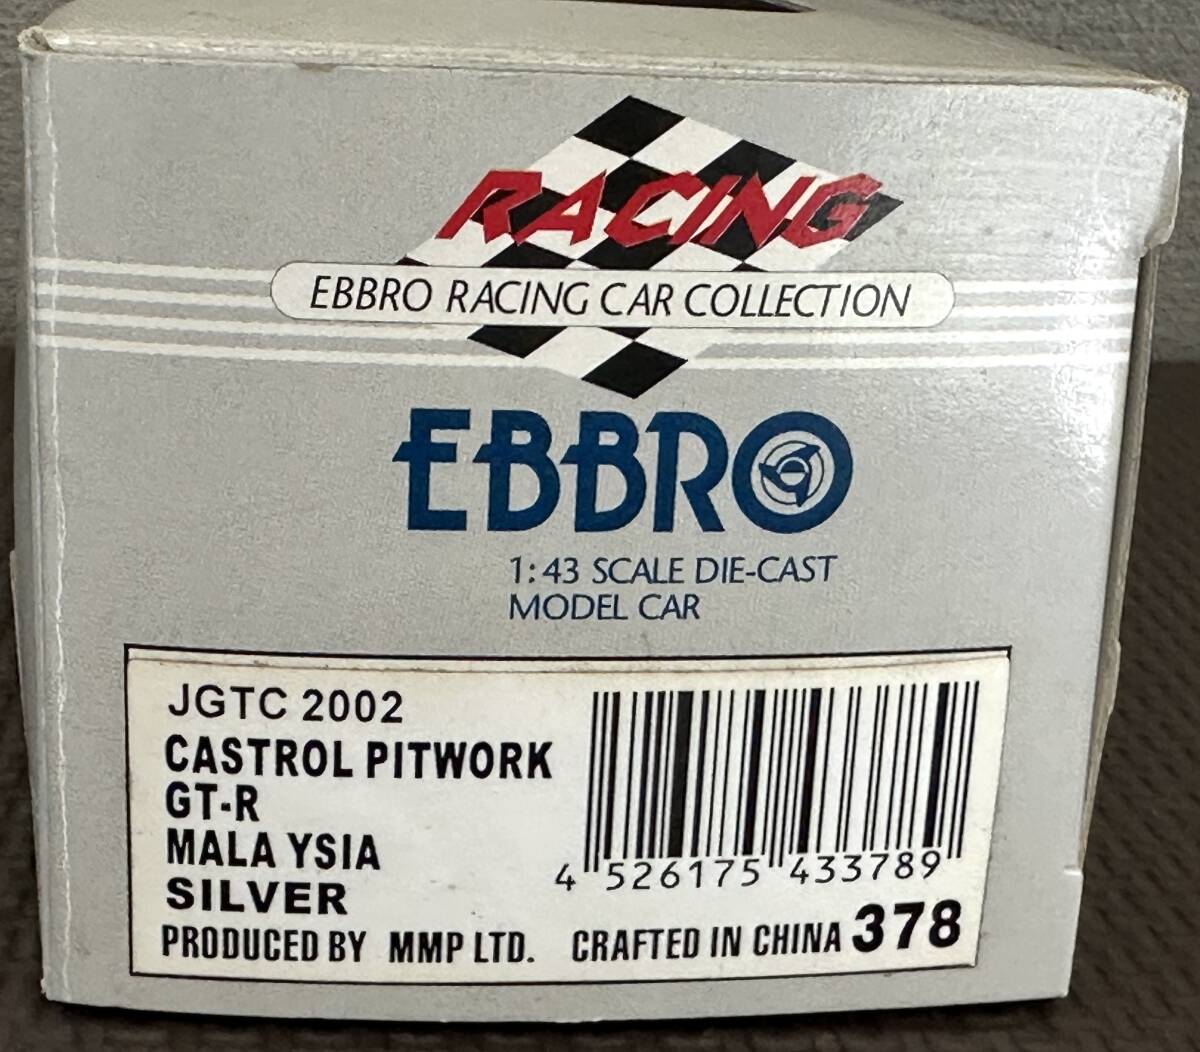 RACING
EBBRO RACING CAR COLLECTION
EBBRO
1:43 SCALE DIE-CAST
MODEL CAR
JGTC 2002
CASTROL PITWORK
GT-R
MALA YSIA
SILVER
4 526175 433789
PRODUCED BY MMP LTD. CRAFTED IN CHINA 378